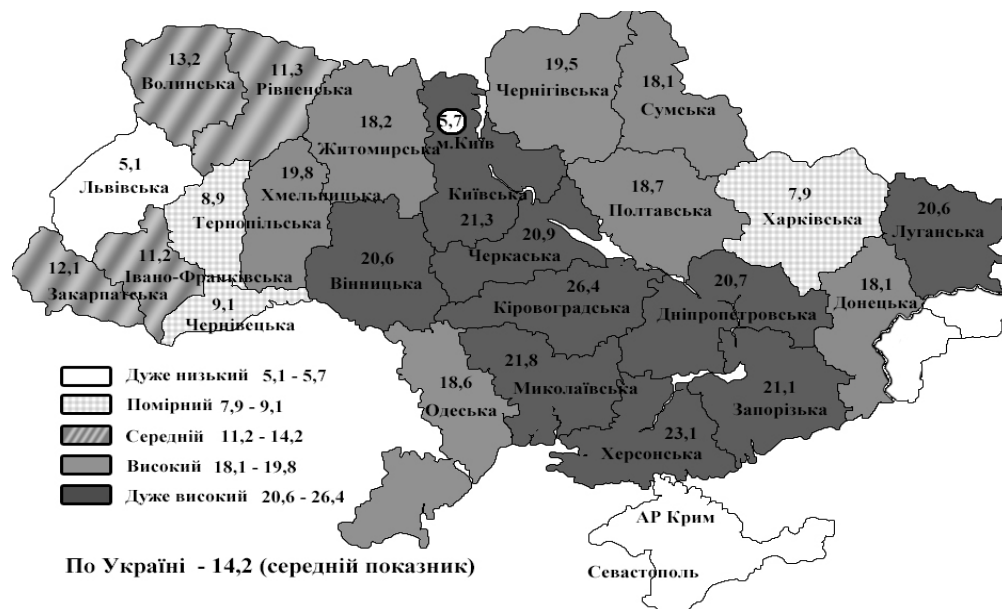 13,2
Волинська
11,3
Рівненська
18,2
Житомирська
5,7
м.Київ
19,5
Чернігівська
18,1
Сумська
5,1
Львівська
8,9
Тернопільська
19,8
Хмельницька
Київська
21,3
18,7
Полтавська
7,9
Харківська
20,6
Луганська
12,1
Закарпатська
11,2
Івано-Франківська
9,1
Чернівецька
20,6
Вінницька
20,9
Черкаська
26,4
Кіровоградська
20,7
Дніпропетровська
18,1
Донецька
18,6
Одеська
21,8
Миколаївська
21,1
Запорізька
23,1
Херсонська
АР Крим
Севастополь
Дуже низький 5,1 - 5,7
Помірний 7,9 - 9,1
Середній 11,2 - 14,2
Високий 18,1 - 19,8
Дуже високий 20,6 - 26,4
По Україні - 14,2 (середній показник)